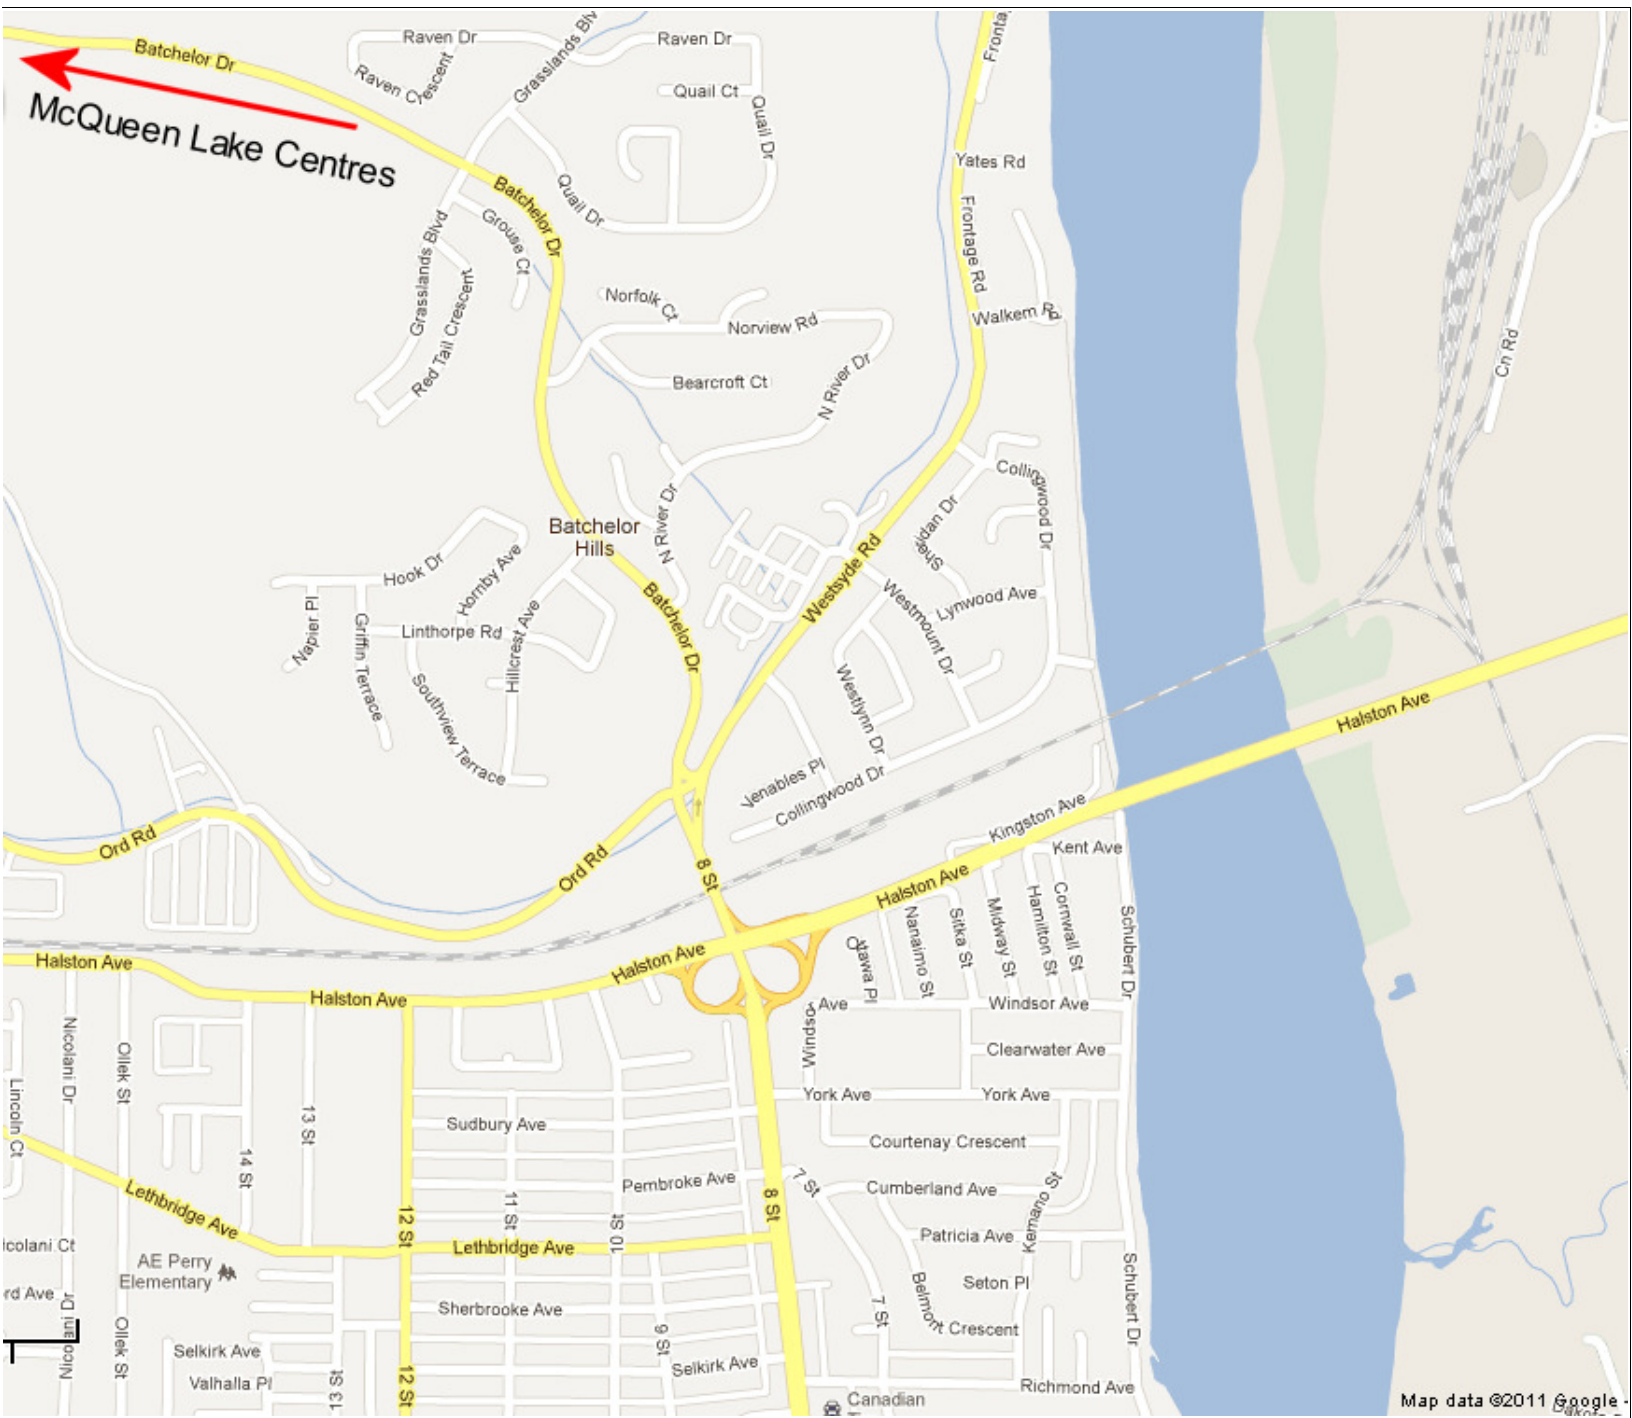 Batchelor Dr
Raven Dr
Raven Dr
Grasslands Blv
Raven Crescent
Quail Ct
Quail Dr
McQueen Lake Centres
Yates Rd
Batchelor Dr
Quail Dr
Grouse Ct
Grasslands Blvd
Frontage Rd
Red Tail Crescent
Norfolk Ct
Norview Rd
Walkem Rd
Cn Rd
Bearcroft Ct
N River Dr
Collingwood Dr
N River Dr
Batchelor
Hills
Sheridan Dr
Westsyde Rd
Hook Dr
Hornby Ave
Batchelor Dr
Westmount Dr
Lynwood Ave
Napier Pl
Griffin Terrace
Linthorpe Rd
Hillcrest Ave
Southview Terrace
Westlynn Dr
Halston Ave
Venables Pl
Collingwood Dr
Kingston Ave
Kent Ave
Ord Rd
Ord Rd
8 St
Halston Ave
Nanaimo St
Sitka St
Midway St
Hamilton St
Cornwall St
Schubert Dr
Halston Ave
Halston Ave
Ottawa Pl
Halston Ave
Windsor
Ave
Windsor Ave
Nicolani Dr
Ollek St
Clearwater Ave
Lincoln Ct
13 St
York Ave
York Ave
Sudbury Ave
Courtenay Crescent
14 St
Pembroke Ave
7 St
Cumberland Ave
Lethbridge Ave
12 St
11 St
10 St
8 St
Kemano St
Patricia Ave
Lethbridge Ave
icolani Ct
AE Perry
Elementary
rd Ave
Nicolani Dr
Ollek St
Seton Pl
Schubert Dr
Sherbrooke Ave
Belmont Crescent
7 St
9 St
Selkirk Ave
Selkirk Ave
Valhalla Pl
13 St
12 St
Richmond Ave
Canadian
Map data ©2011 Google